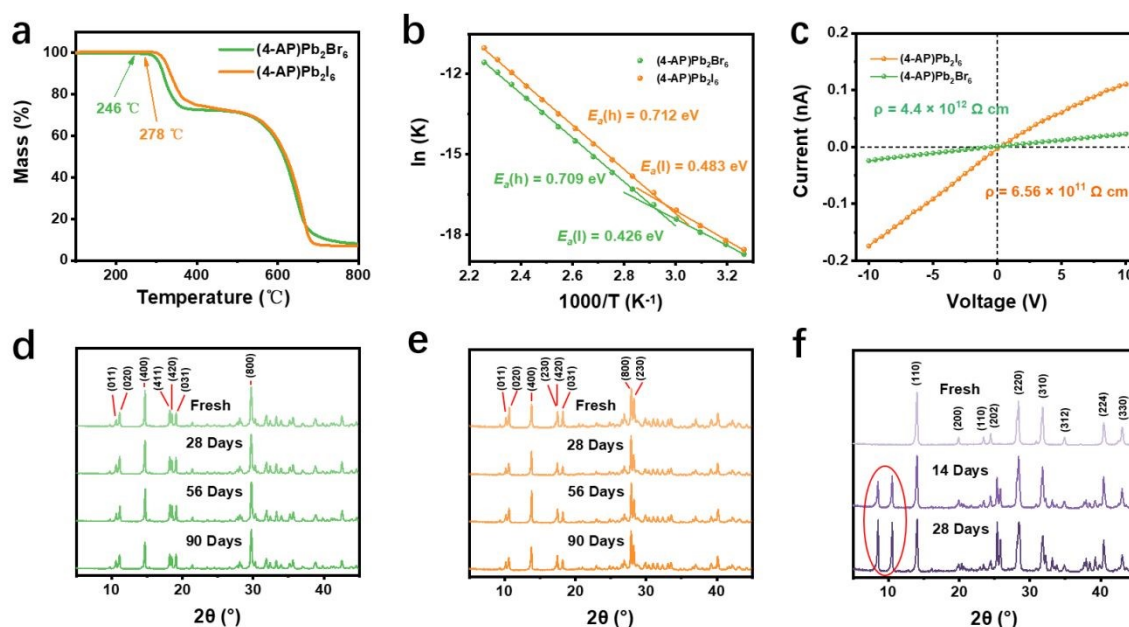 a
(4-AP)Pb₂Br₆
(4-AP)Pb₂I₆
246 ℃
278 ℃
Mass (%)
100
80
60
40
20
0
200
400
600
800
Temperature (℃)
b
(4-AP)Pb₂Br₆
(4-AP)Pb₂I₆
Eₐ(h) = 0.712 eV
Eₐ(l) = 0.483 eV
Eₐ(h) = 0.709 eV
Eₐ(l) = 0.426 eV
ln (K)
-12
-15
-18
2.2
2.4
2.6
2.8
3.0
3.2
1000/T (K⁻¹)
c
(4-AP)Pb₂I₆
(4-AP)Pb₂Br₆
ρ = 4.4 × 10¹² Ω cm
ρ = 6.56 × 10¹¹ Ω cm
Current (nA)
0.2
0.1
0.0
-0.1
-0.2
-10
-5
0
5
10
Voltage (V)
d
(011)
(020)
(400)
(411)
(420)
(031)
(800)
Fresh
28 Days
56 Days
90 Days
10
20
30
40
2θ (°)
e
(011)
(020)
(400)
(230)
(420)
(031)
(800)
(230)
Fresh
28 Days
56 Days
90 Days
10
20
30
40
2θ (°)
f
(110)
(200)
(110)
(202)
(220)
(310)
(312)
(224)
(330)
Fresh
14 Days
28 Days
10
20
30
40
2θ (°)